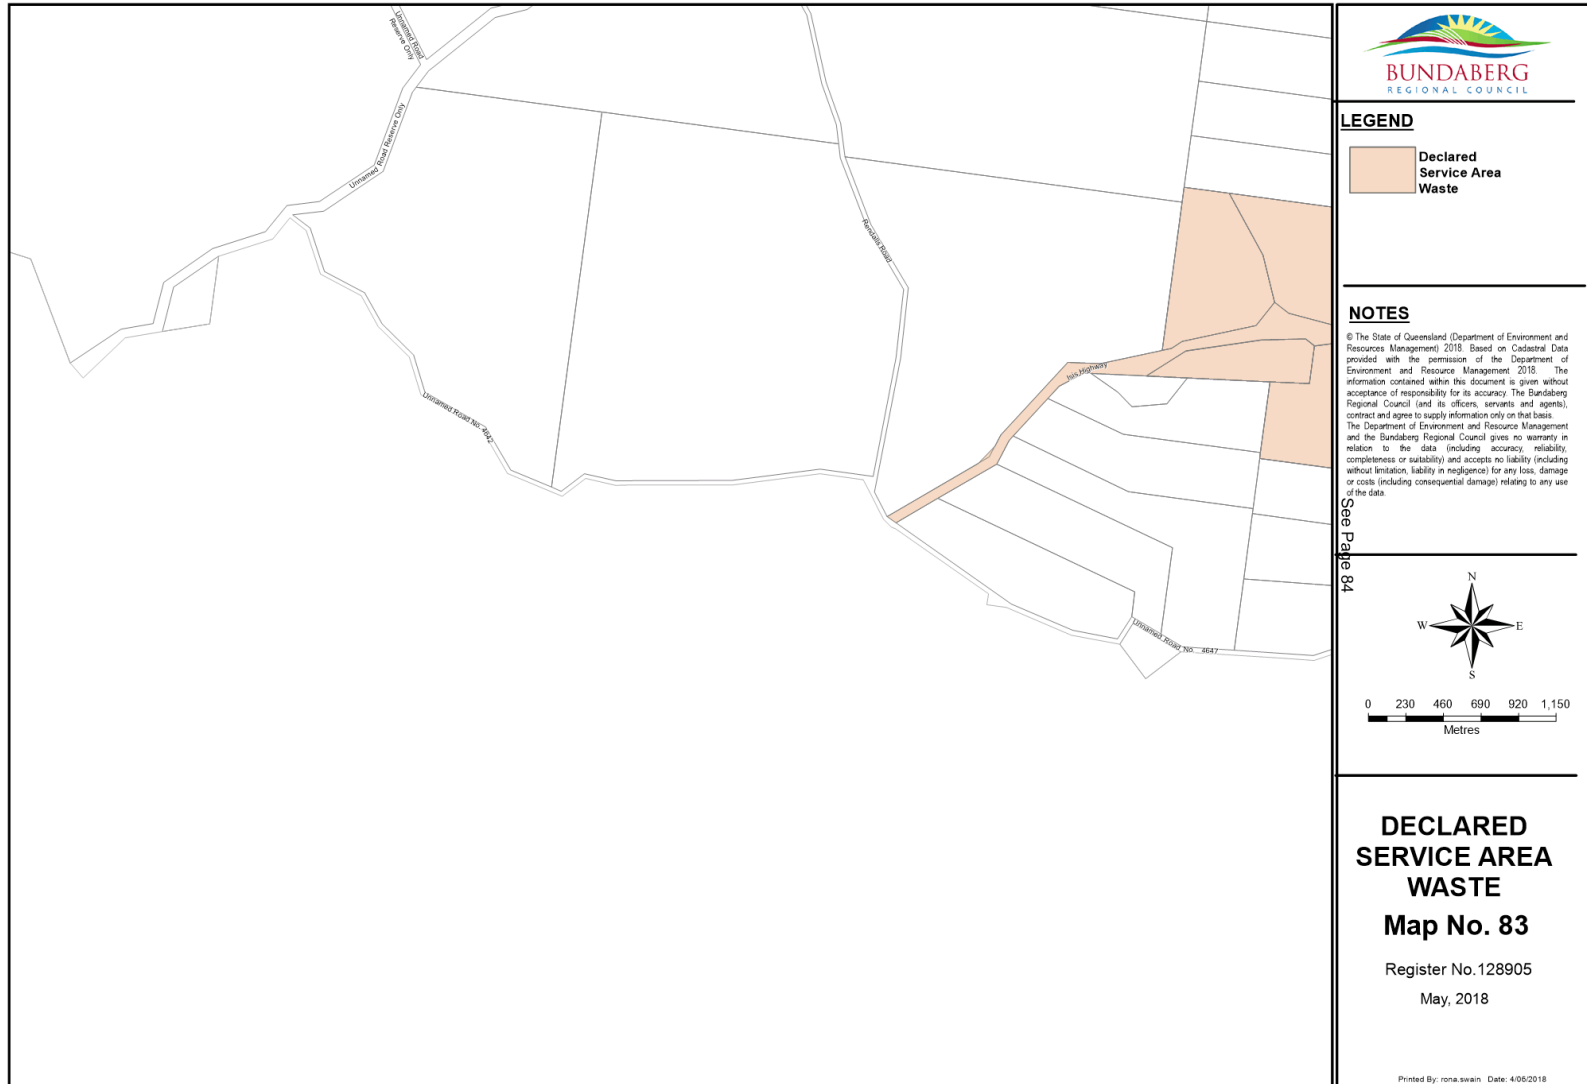 Unnamed Road
Reserve Only
Unnamed Road Reserve Only
Rendalls Road
Isis Highway
Unnamed Road No. 4642
Unnamed Road No. 4647
See Page 84
BUNDABERG
REGIONAL COUNCIL
LEGEND
Declared
Service Area
Waste
NOTES
© The State of Queensland (Department of Environment and
Resources Management) 2018. Based on Cadastral Data
provided with the permission of the Department of
Environment and Resource Management 2018. The
information contained within this document is given without
acceptance of responsibility for its accuracy. The Bundaberg
Regional Council (and its officers, servants and agents),
contract and agree to supply information only on that basis.
The Department of Environment and Resource Management
and the Bundaberg Regional Council gives no warranty in
relation to the data (including accuracy, reliability,
completeness or suitability) and accepts no liability (including
without limitation, liability in negligence) for any loss, damage
or costs (including consequential damage) relating to any use
of the data.
N
W E
S
0 230 460 690 920 1,150
Metres
DECLARED
SERVICE AREA
WASTE
Map No. 83
Register No.128905
May, 2018
Printed By: rona.swain Date: 4/06/2018